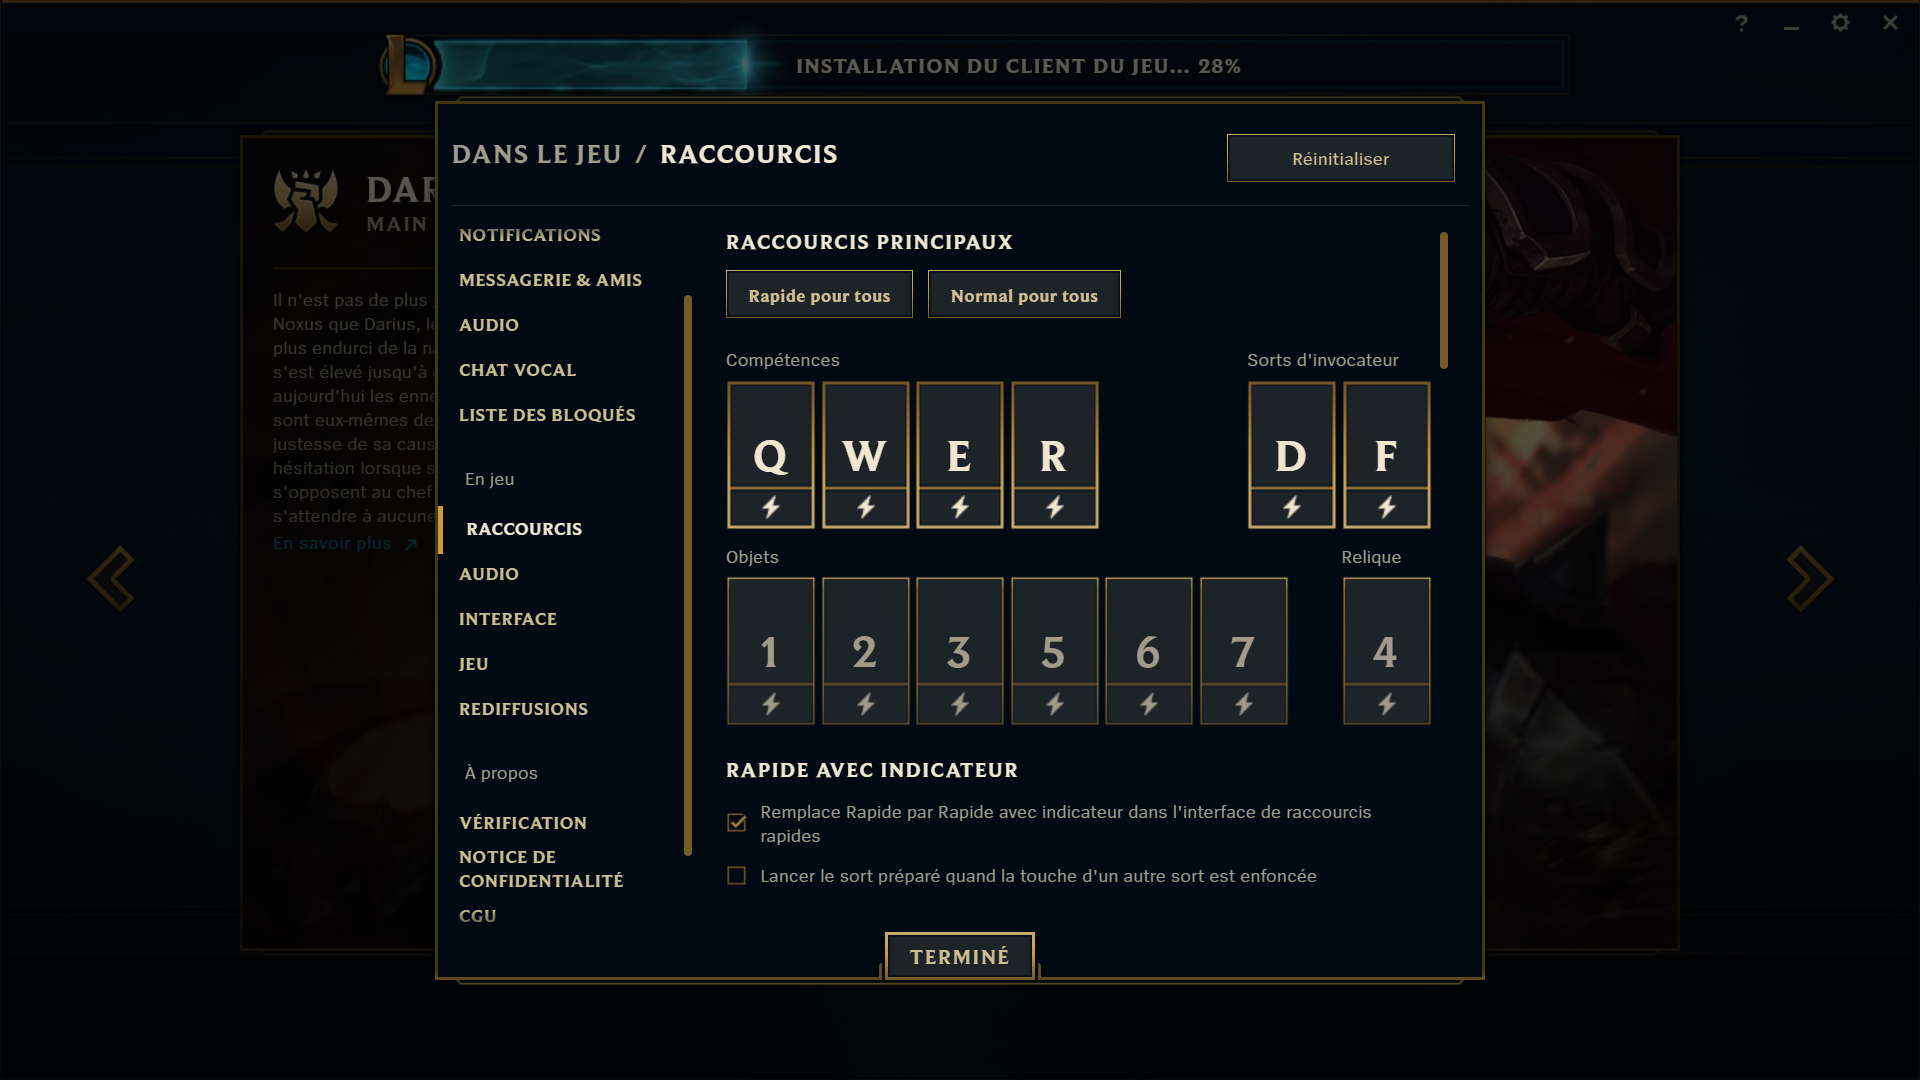 ?
INSTALLATION DU CLIENT DU JEU... 28%
DANS LE JEU / RACCOURCIS
Réinitialiser
DAR
MAIN
Il n'est pas de plus
Noxus que Darius, le
plus endurci de la n
s'est élevé jusqu'à
aujourd'hui les enne
sont eux-mêmes de
justesse de sa caus
hésitation lorsque s
s'opposent au chef
s'attendre à aucune
En savoir plus
NOTIFICATIONS
MESSAGERIE & AMIS
AUDIO
CHAT VOCAL
LISTE DES BLOQUÉS
En jeu
RACCOURCIS
AUDIO
INTERFACE
JEU
REDIFFUSIONS
À propos
VÉRIFICATION
NOTICE DE
CONFIDENTIALITÉ
CGU
RACCOURCIS PRINCIPAUX
Rapide pour tous Normal pour tous
Compétences Sorts d'invocateur
Q W E R D F
Objets Relique
1 2 3 5 6 7 4
RAPIDE AVEC INDICATEUR
Remplace Rapide par Rapide avec indicateur dans l'interface de raccourcis
rapides
Lancer le sort préparé quand la touche d'un autre sort est enfoncée
TERMINÉ